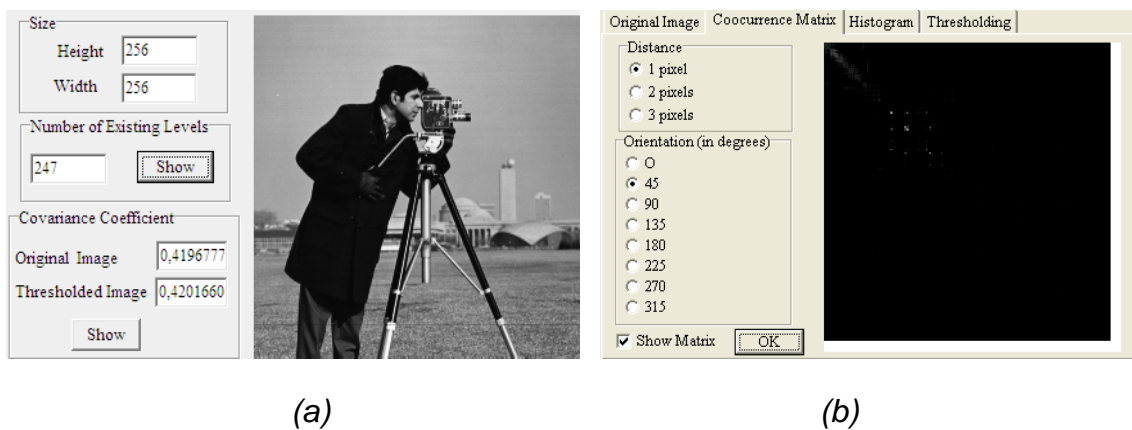 Size
Height 256
Width 256
Number of Existing Levels
247 Show
Covariance Coefficient
Original Image 0,4196777
Thresholded Image 0,4201660
Show
(a)
Original Image Coocurrence Matrix Histogram Thresholding
Distance
1 pixel
2 pixels
3 pixels
Orientation (in degrees)
O
45
90
135
180
225
270
315
Show Matrix OK
(b)